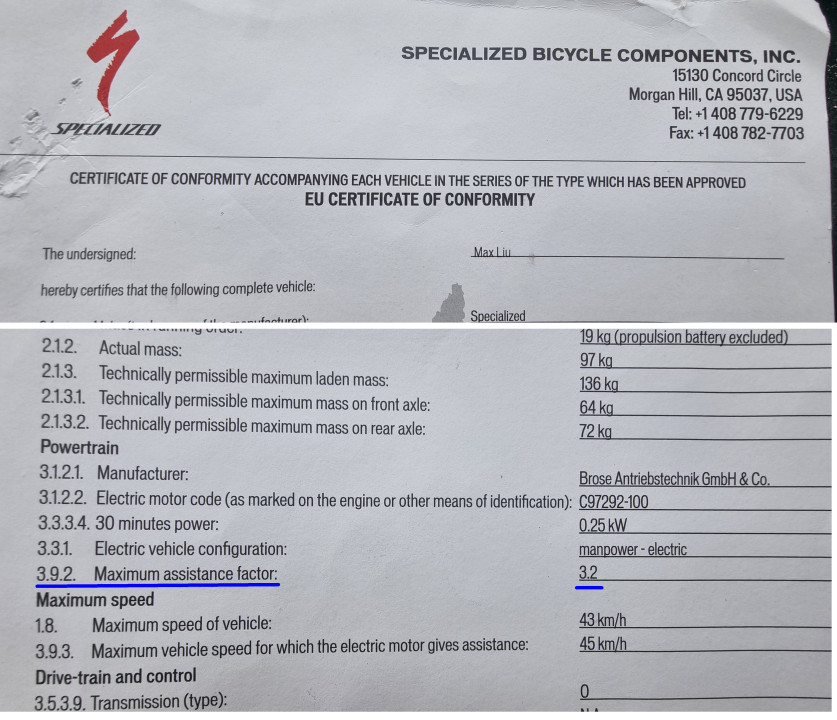 SPECIALIZED
SPECIALIZED BICYCLE COMPONENTS, INC.
15130 Concord Circle
Morgan Hill, CA 95037, USA
Tel: +1 408 779-6229
Fax: +1 408 782-7703
CERTIFICATE OF CONFORMITY ACCOMPANYING EACH VEHICLE IN THE SERIES OF THE TYPE WHICH HAS BEEN APPROVED
EU CERTIFICATE OF CONFORMITY
The undersigned: Max Liu
hereby certifies that the following complete vehicle:
Specialized
19 kg (propulsion battery excluded)
2.1.2. Actual mass: 97 kg
2.1.3. Technically permissible maximum laden mass: 136 kg
2.1.3.1. Technically permissible maximum mass on front axle: 64 kg
2.1.3.2. Technically permissible maximum mass on rear axle: 72 kg
Powertrain
3.1.2.1. Manufacturer: Brose Antriebstechnik GmbH & Co.
3.1.2.2. Electric motor code (as marked on the engine or other means of identification): C97292-100
3.3.3.4. 30 minutes power: 0.25 kW
3.3.1. Electric vehicle configuration: manpower - electric
3.9.2. Maximum assistance factor: 3.2
Maximum speed
1.8. Maximum speed of vehicle: 43 km/h
3.9.3. Maximum vehicle speed for which the electric motor gives assistance: 45 km/h
Drive-train and control
3.5.3.9. Transmission (type): 0